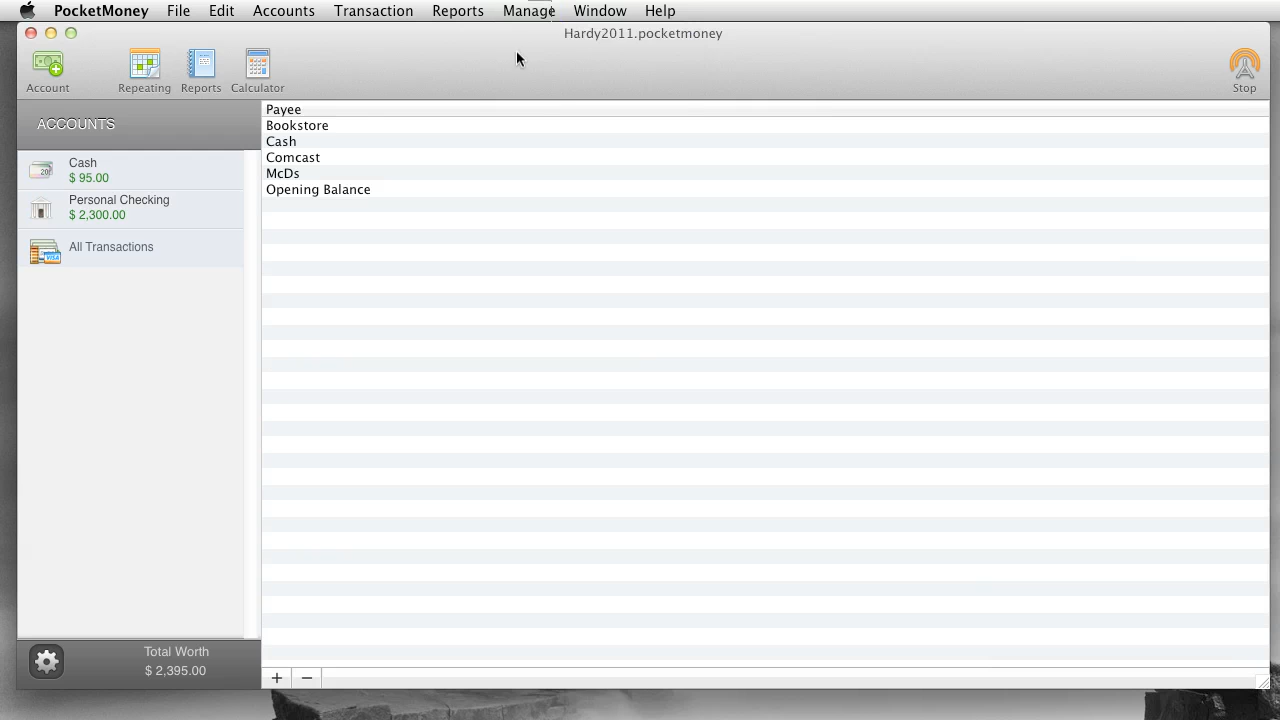 PocketMoney File Edit Accounts Transaction Reports Manage Window Help
Hardy2011.pocketmoney
Account Repeating Reports Calculator Stop
ACCOUNTS
Cash
$ 95.00
Personal Checking
$ 2,300.00
All Transactions
Total Worth
$ 2,395.00
Payee
Bookstore
Cash
Comcast
McDs
Opening Balance